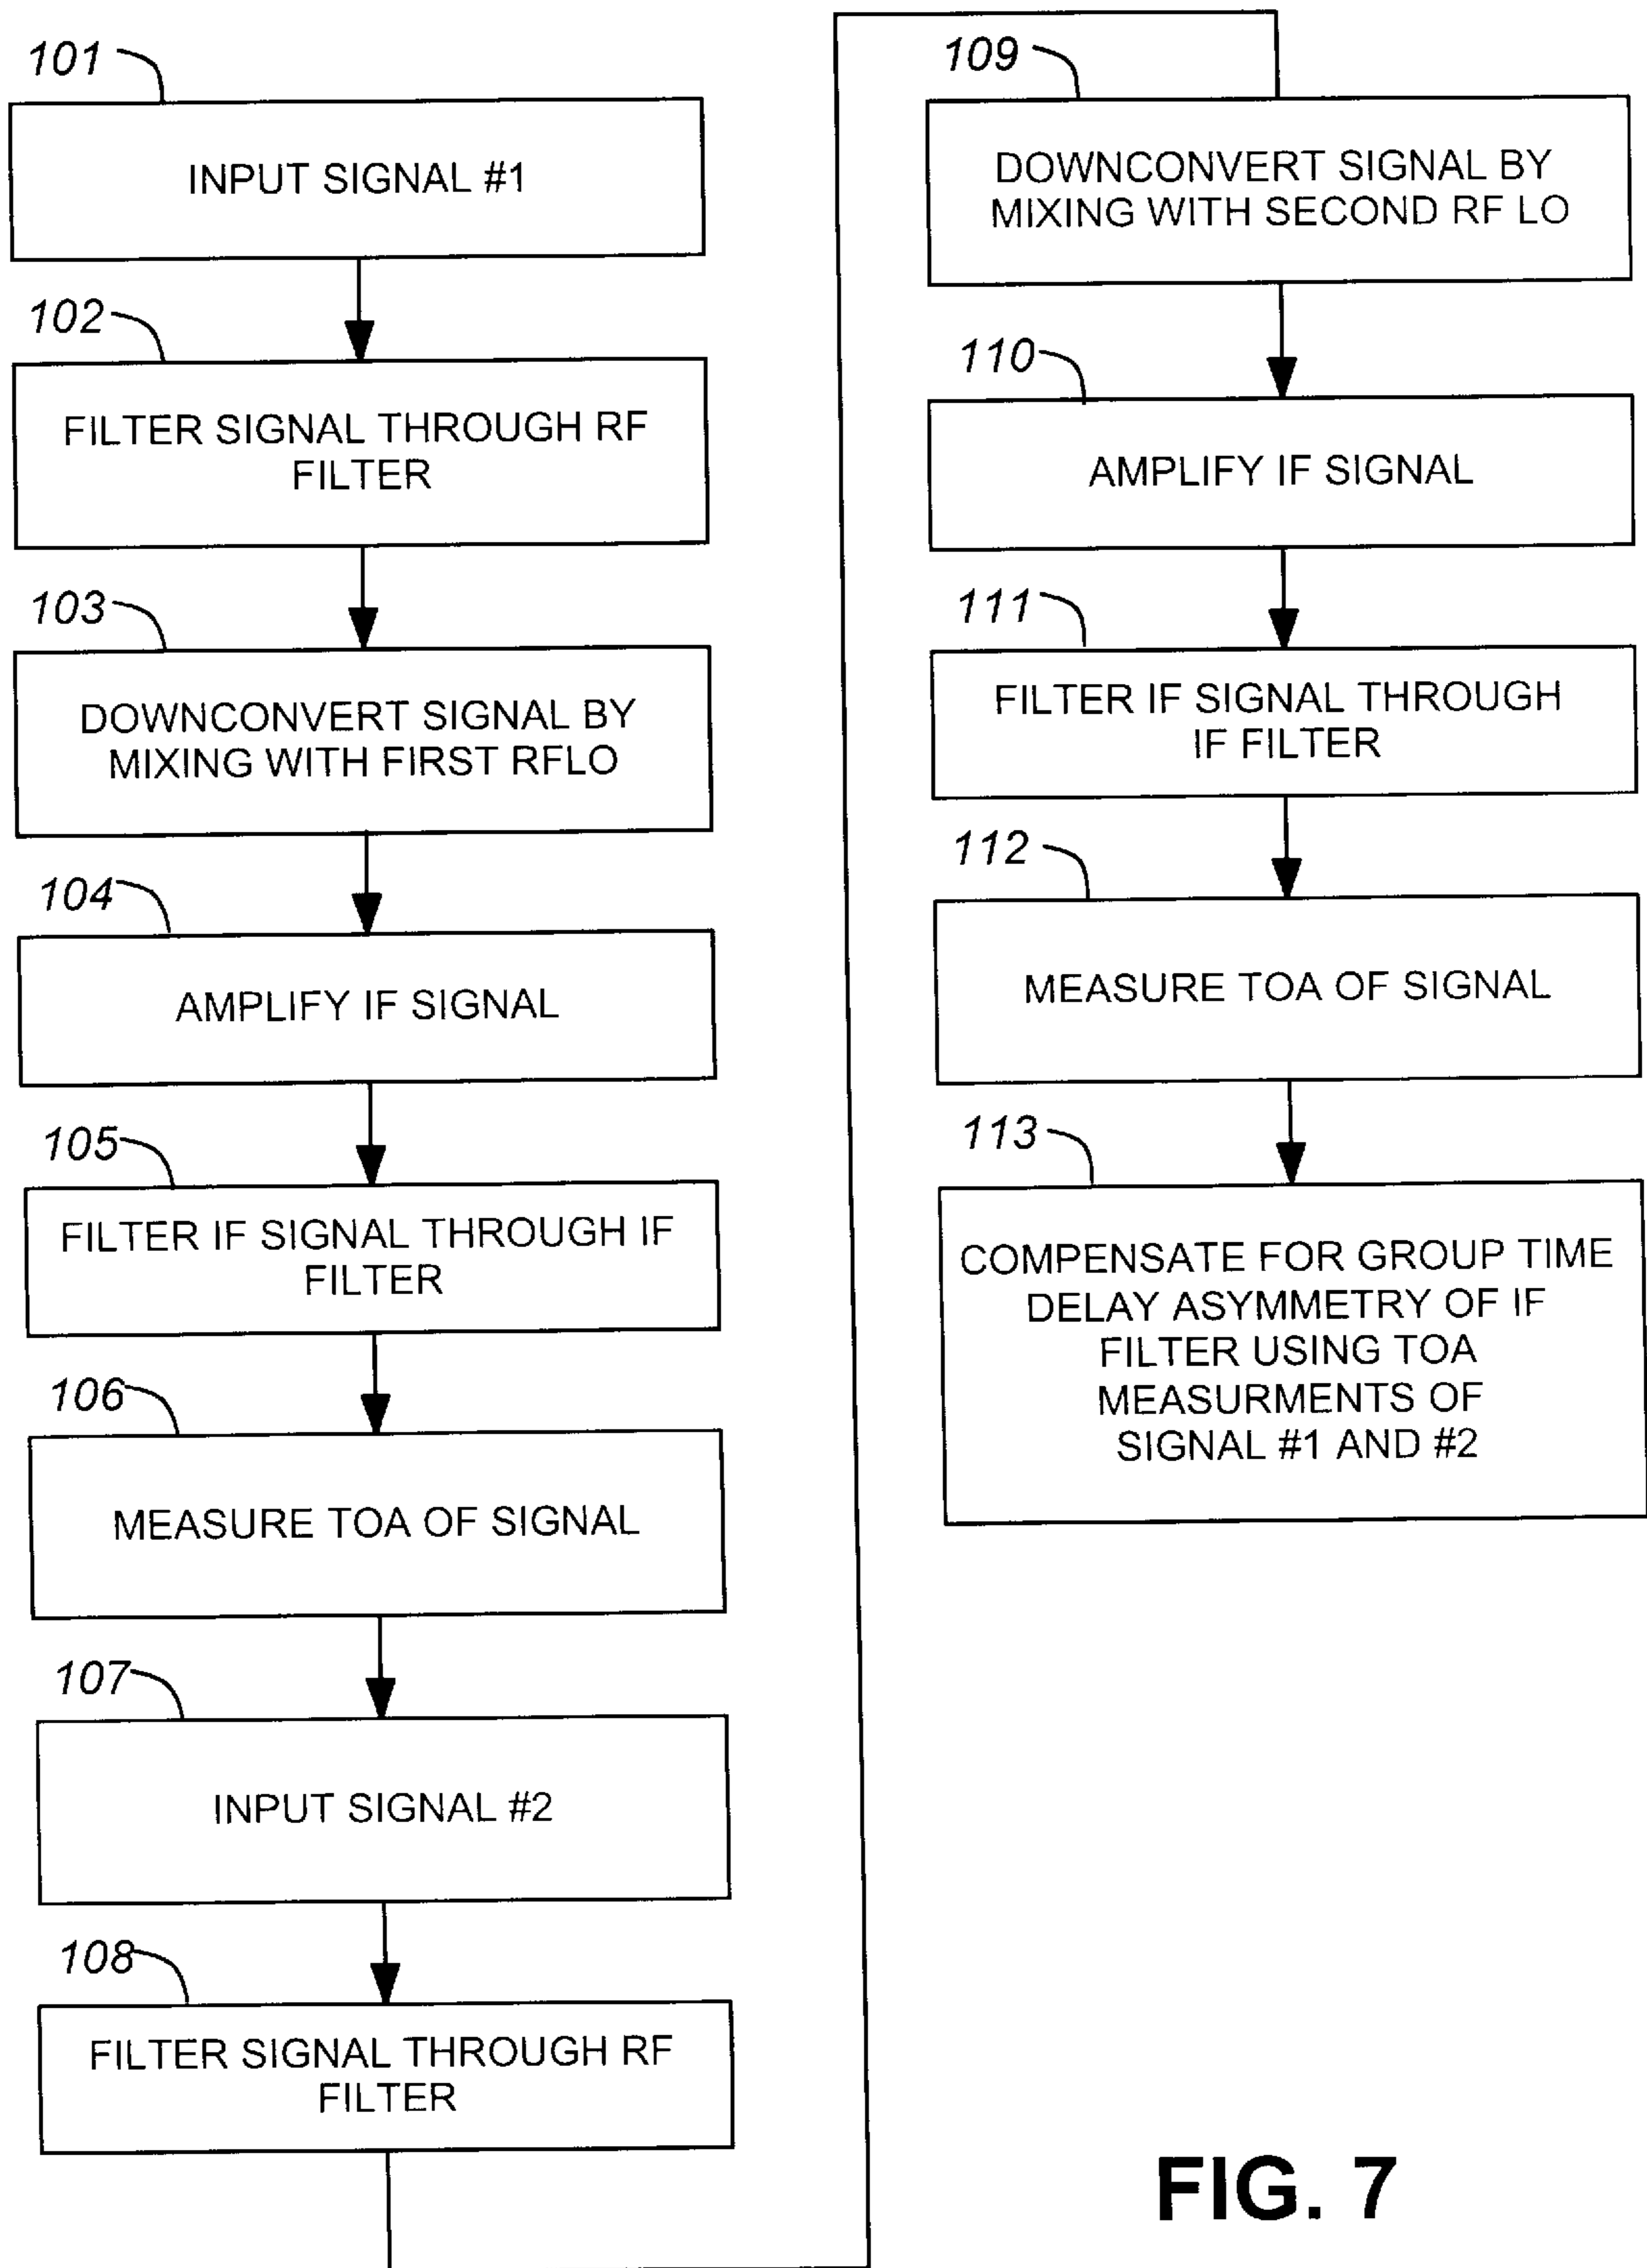 101
INPUT SIGNAL #1
102
FILTER SIGNAL THROUGH RF
FILTER
103
DOWNCONVERT SIGNAL BY
MIXING WITH FIRST RFLO
104
AMPLIFY IF SIGNAL
105
FILTER IF SIGNAL THROUGH IF
FILTER
106
MEASURE TOA OF SIGNAL
107
INPUT SIGNAL #2
108
FILTER SIGNAL THROUGH RF
FILTER
109
DOWNCONVERT SIGNAL BY
MIXING WITH SECOND RF LO
110
AMPLIFY IF SIGNAL
111
FILTER IF SIGNAL THROUGH
IF FILTER
112
MEASURE TOA OF SIGNAL
113
COMPENSATE FOR GROUP TIME
DELAY ASYMMETRY OF IF
FILTER USING TOA
MEASURMENTS OF
SIGNAL #1 AND #2
FIG. 7